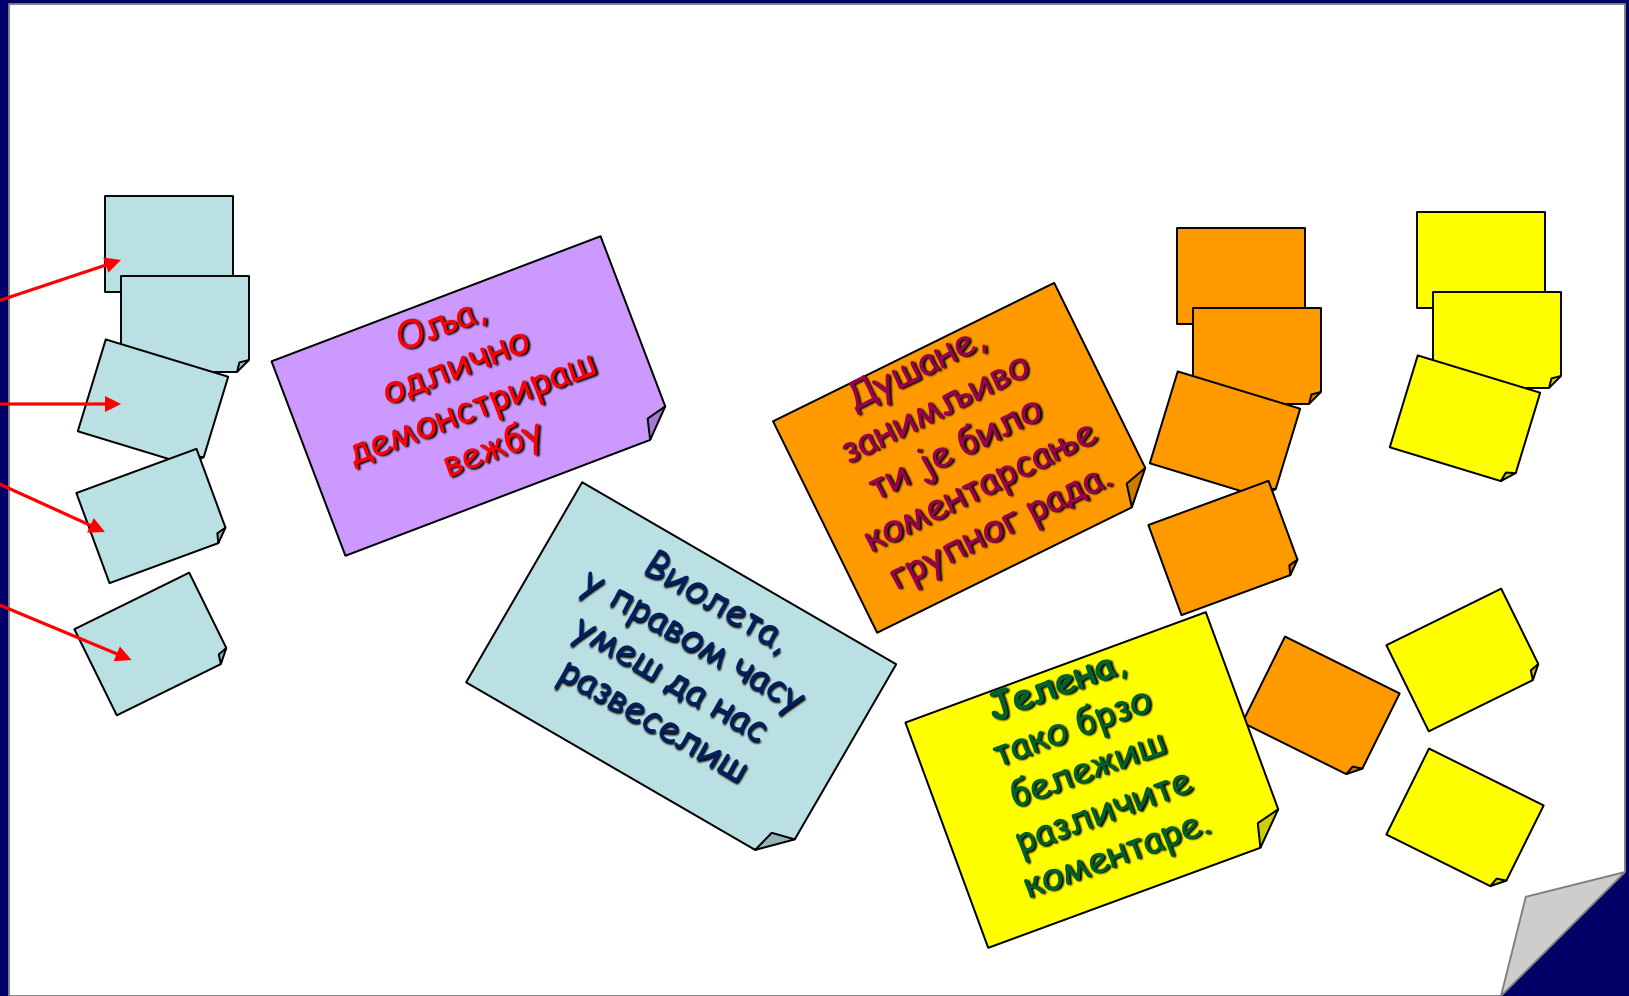 Оља,
одлично
демонстрираш
вежбу
Виолета,
у правом часу
умеш да нас
развеселиш
Душане,
занимљиво
ти је било
коментарсање
групног рада.
Јелена,
тако брзо
бележиш
различите
коментаре.